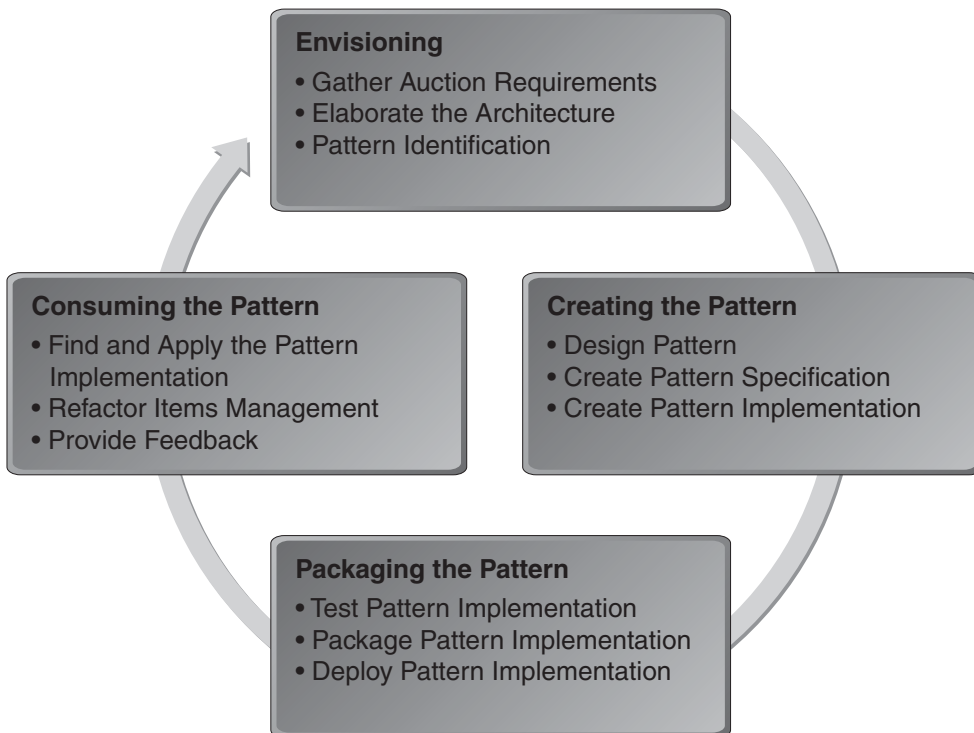 Envisioning
• Gather Auction Requirements
• Elaborate the Architecture
• Pattern Identification
Consuming the Pattern
• Find and Apply the Pattern
Implementation
• Refactor Items Management
• Provide Feedback
Creating the Pattern
• Design Pattern
• Create Pattern Specification
• Create Pattern Implementation
Packaging the Pattern
• Test Pattern Implementation
• Package Pattern Implementation
• Deploy Pattern Implementation